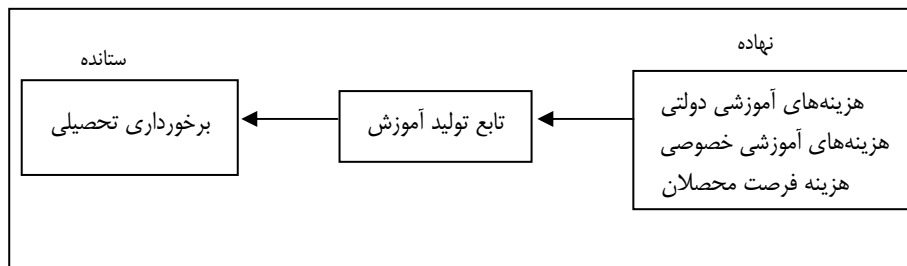 نهاده
هزینه‌های آموزشی دولتی
هزینه‌های آموزشی خصوصی
هزینه فرصت محصلان
تابع تولید آموزش
ستانده
برخورداری تحصیلی